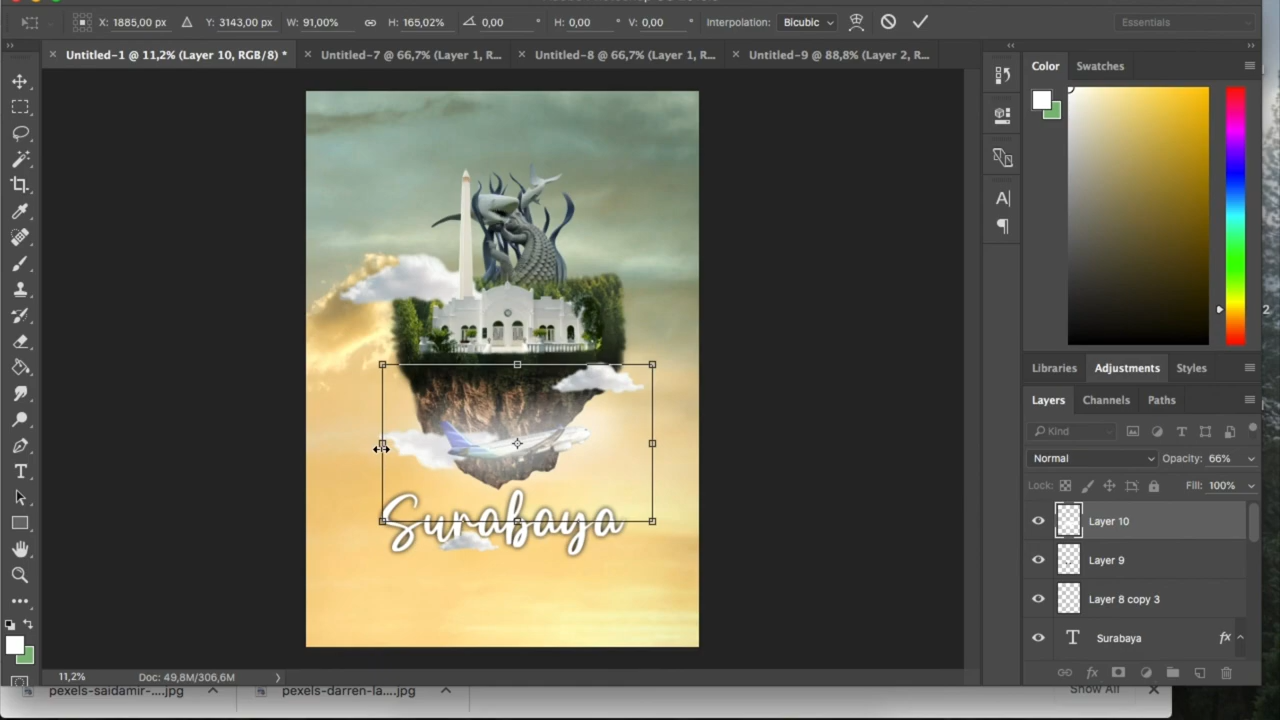 X: 1885,00 px Y: 3143,00 px W: 91,00% H: 165,02% 0,00 ° H: 0,00 ° V: 0,00 ° Interpolation: Bicubic Essentials
Untitled-1 @ 11,2% (Layer 10, RGB/8) * Untitled-7 @ 66,7% (Layer 1, R... Untitled-8 @ 66,7% (Layer 1, R... Untitled-9 @ 88,8% (Layer 2, R...
Color Swatches
A
2
Libraries Adjustments Styles
Layers Channels Paths
Kind
Normal Opacity: 66%
Lock: Fill: 100%
Layer 10
Layer 9
Layer 8 copy 3
T Surabaya fx
Surabaya
11,2% Doc: 49,8M/306,6M
pexels-saidamir-....jpg pexels-darren-la....jpg Show All